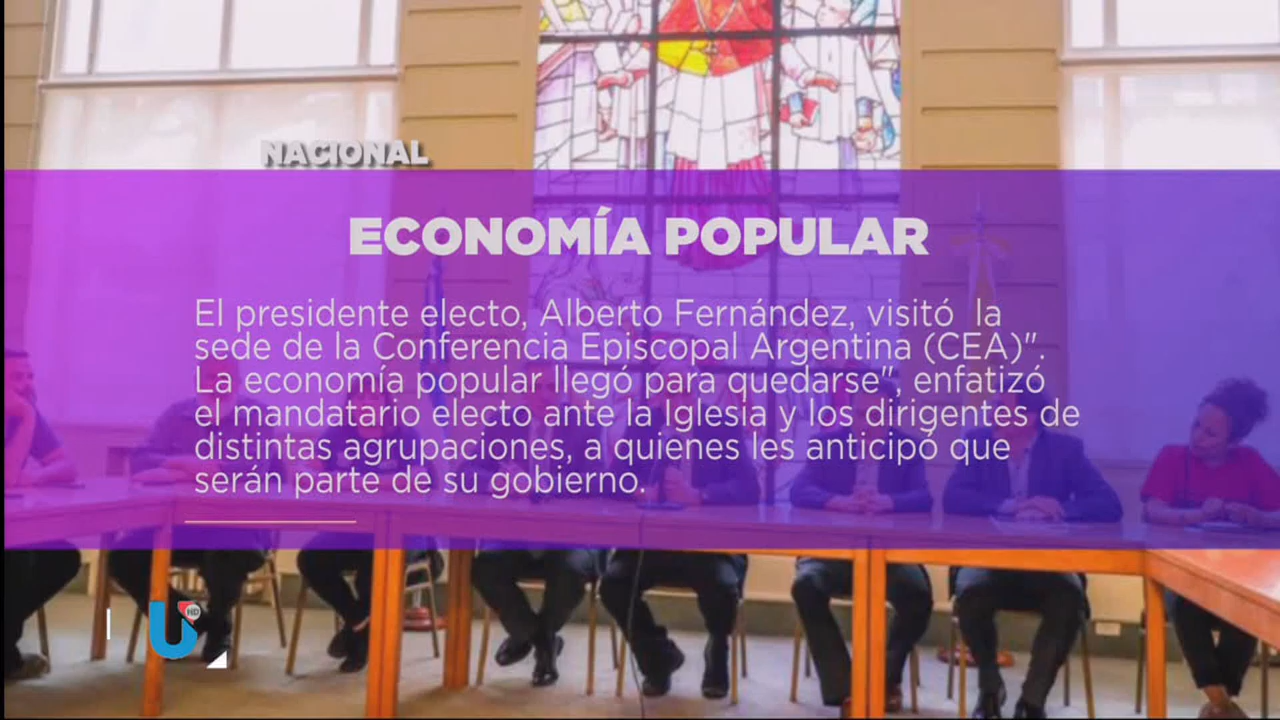 NACIONAL
ECONOMÍA POPULAR
El presidente electo, Alberto Fernández, visitó la
sede de la Conferencia Episcopal Argentina (CEA)".
La economía popular llegó para quedarse", enfatizó
el mandatario electo ante la Iglesia y los dirigentes de
distintas agrupaciones, a quienes les anticipó que
serán parte de su gobierno.
U HD